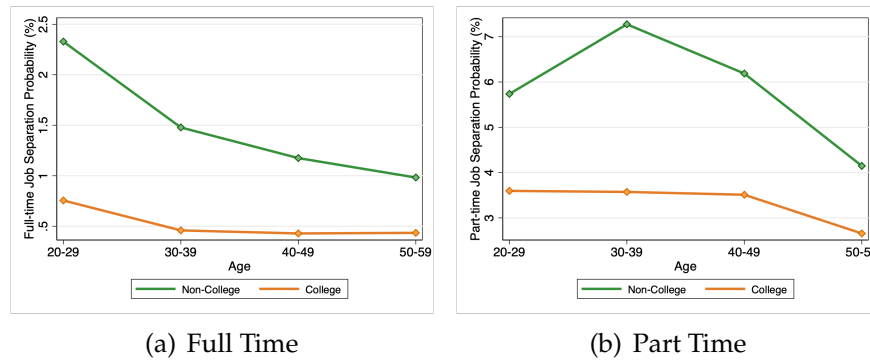 Full-time Job Separation Probability (%)
2.5
2
1.5
1
.5
20-29 30-39 40-49 50-59
Age
Non-College College
(a) Full Time
Part-time Job Separation Probability (%)
7
6
5
4
3
20-29 30-39 40-49 50-5
Age
Non-College College
(b) Part Time